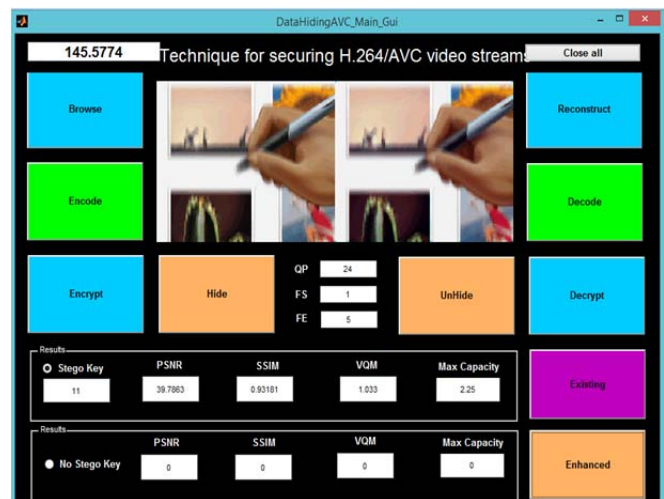 DataHidingAVC_Main_Gui
145.5774
Technique for securing H.264/AVC video streams
Close all
Browse
Reconstruct
Encode
Decode
Encrypt
Hide
QP 24
FS 1
FE 5
UnHide
Decrypt
Results
Stego Key PSNR SSIM VQM Max Capacity
11 39.7863 0.93181 1.033 2.25
Existing
Results
PSNR SSIM VQM Max Capacity
No Stego Key 0 0 0 0
Enhanced